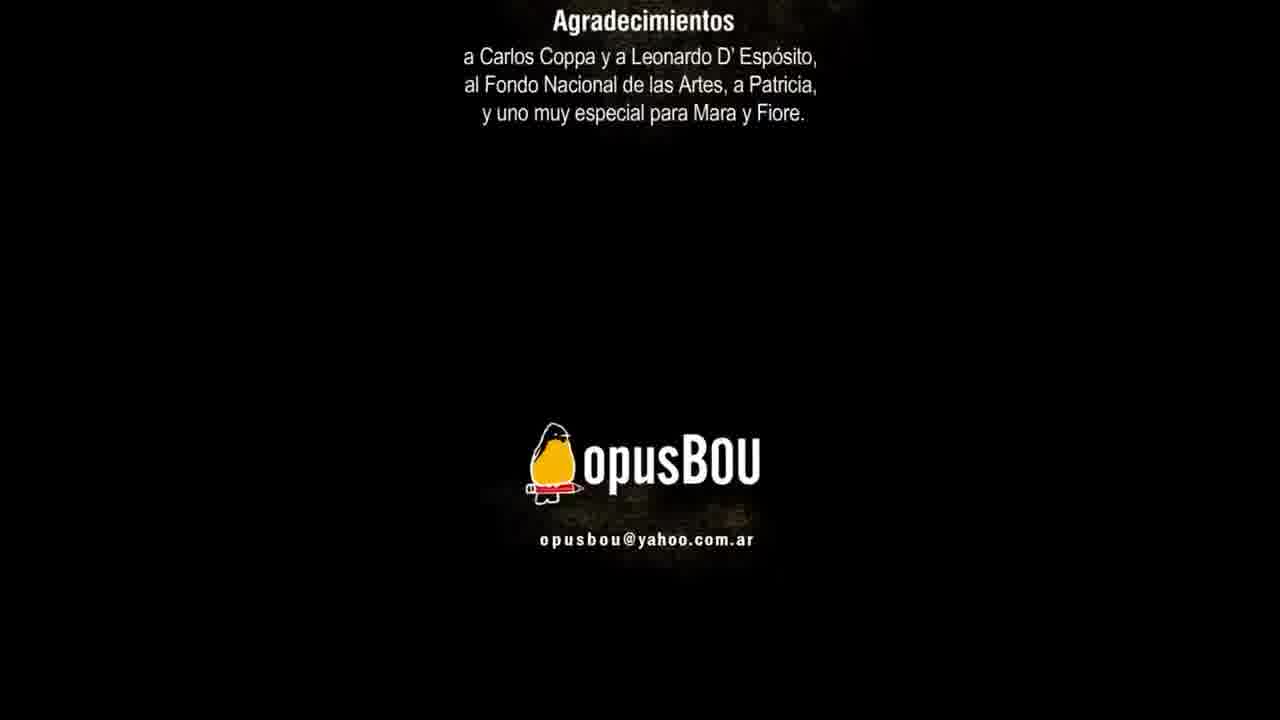 Agradecimientos
a Carlos Coppa y a Leonardo D' Espósito,
al Fondo Nacional de las Artes, a Patricia,
y uno muy especial para Mara y Fiore.
opusBOU
opusbou@yahoo.com.ar